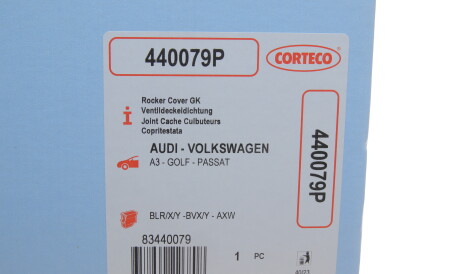 440079P
CORTECO
Rocker Cover GK
Ventildeckeldichtung
Joint Cache Culbuteurs
Copritestata
AUDI - VOLKSWAGEN
A3 - GOLF - PASSAT
440079P
BLR/X/Y -BVX/Y - AXW
83440079
1 PC